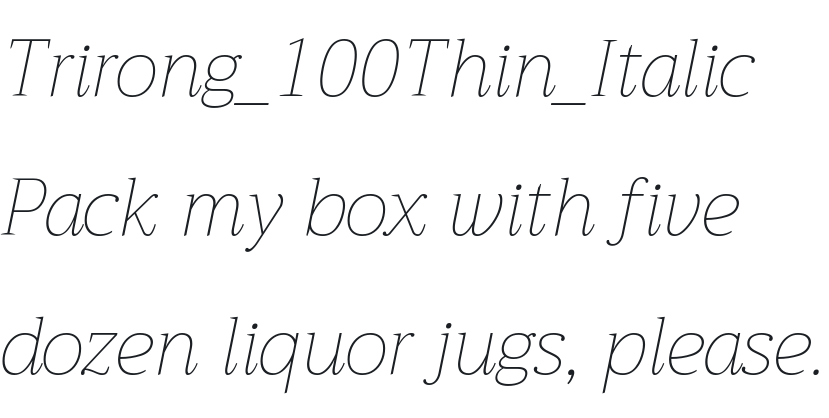 Trirong_100Thin_Italic
Pack my box with five
dozen liquor jugs, please.